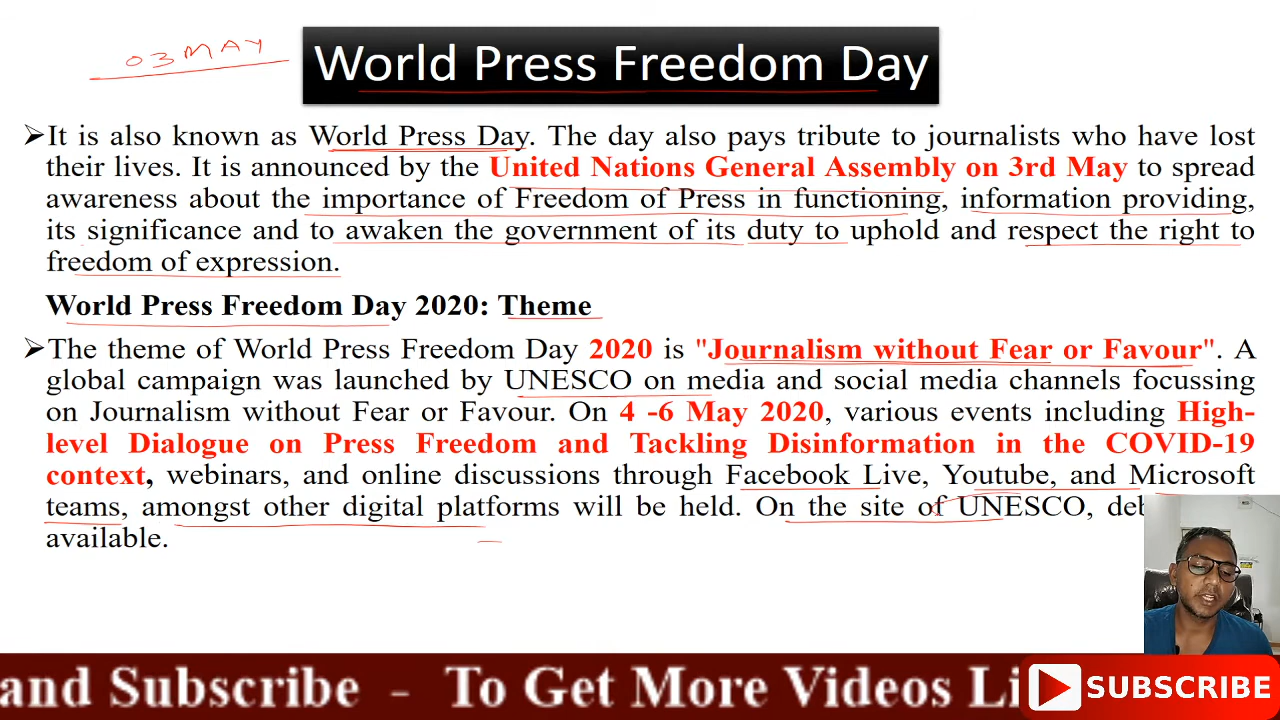 03 MAY
World Press Freedom Day
➢It is also known as World Press Day. The day also pays tribute to journalists who have lost
their lives. It is announced by the United Nations General Assembly on 3rd May to spread
awareness about the importance of Freedom of Press in functioning, information providing,
its significance and to awaken the government of its duty to uphold and respect the right to
freedom of expression.
World Press Freedom Day 2020: Theme
➢The theme of World Press Freedom Day 2020 is "Journalism without Fear or Favour". A
global campaign was launched by UNESCO on media and social media channels focussing
on Journalism without Fear or Favour. On 4 -6 May 2020, various events including High-
level Dialogue on Press Freedom and Tackling Disinformation in the COVID-19
context, webinars, and online discussions through Facebook Live, Youtube, and Microsoft
teams, amongst other digital platforms will be held. On the site of UNESCO,
available.
and Subscribe - To Get More Videos Li
SUBSCRIBE